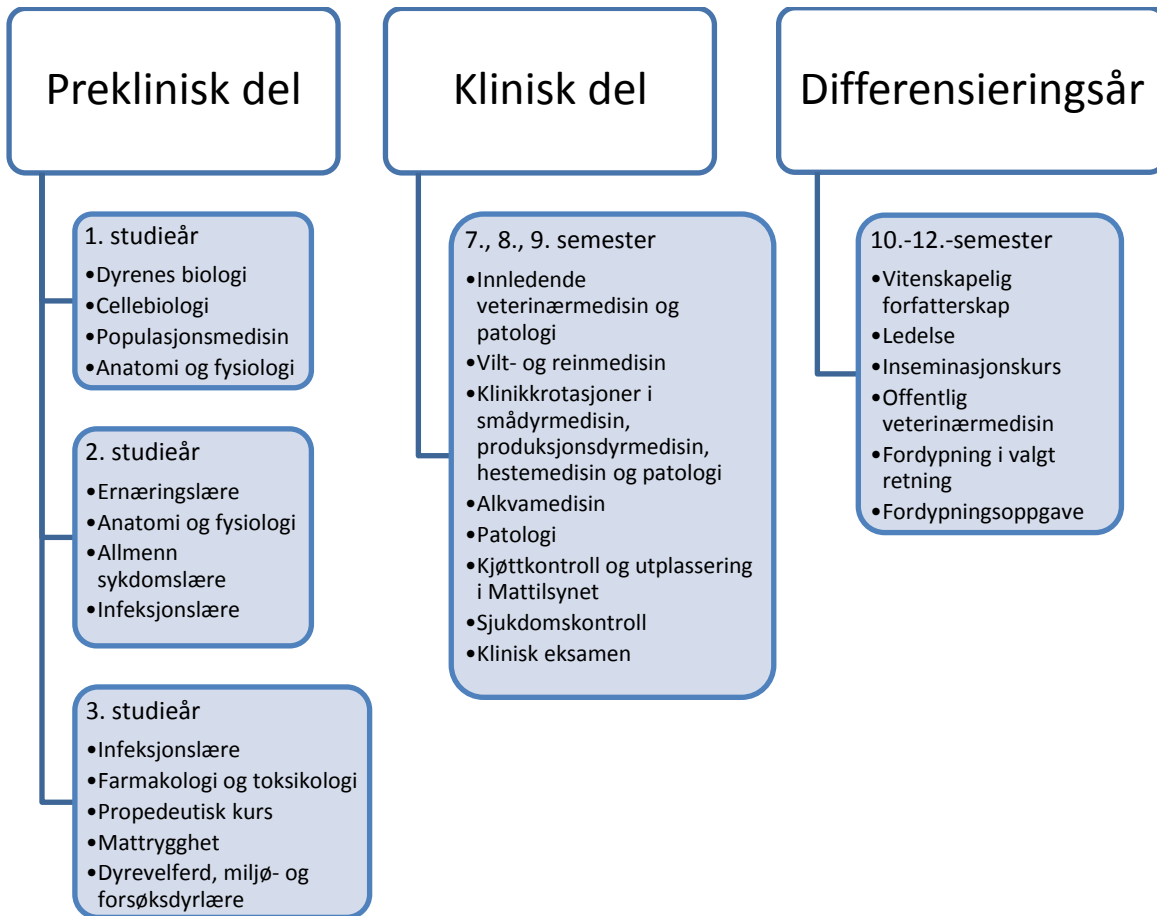 Preklinisk del
1. studieår
•Dyrenes biologi
•Cellebiologi
•Populasjonsmedisin
•Anatomi og fysiologi
2. studieår
•Ernæringslære
•Anatomi og fysiologi
•Allmenn
sykdomslære
•Infeksjonslære
3. studieår
•Infeksjonslære
•Farmakologi og toksikologi
•Propedeutisk kurs
•Mattrygghet
•Dyrevelferd, miljø- og
forsøksdyrlære
Klinisk del
7., 8., 9. semester
•Innledende
veterinærmedisin og
patologi
•Vilt- og reinmedisin
•Klinikkrotasjoner i
smådyrmedisin,
produksjonsdyrmedisin,
hestemedisin og patologi
•Alkvamedisin
•Patologi
•Kjøttkontroll og utplassering
i Mattilsynet
•Sjukdomskontroll
•Klinisk eksamen
Differensieringsår
10.-12.-semester
•Vitenskapelig
forfatterskap
•Ledelse
•Inseminasjonskurs
•Offentlig
veterinærmedisin
•Fordypning i valgt
retning
•Fordypningsoppgave